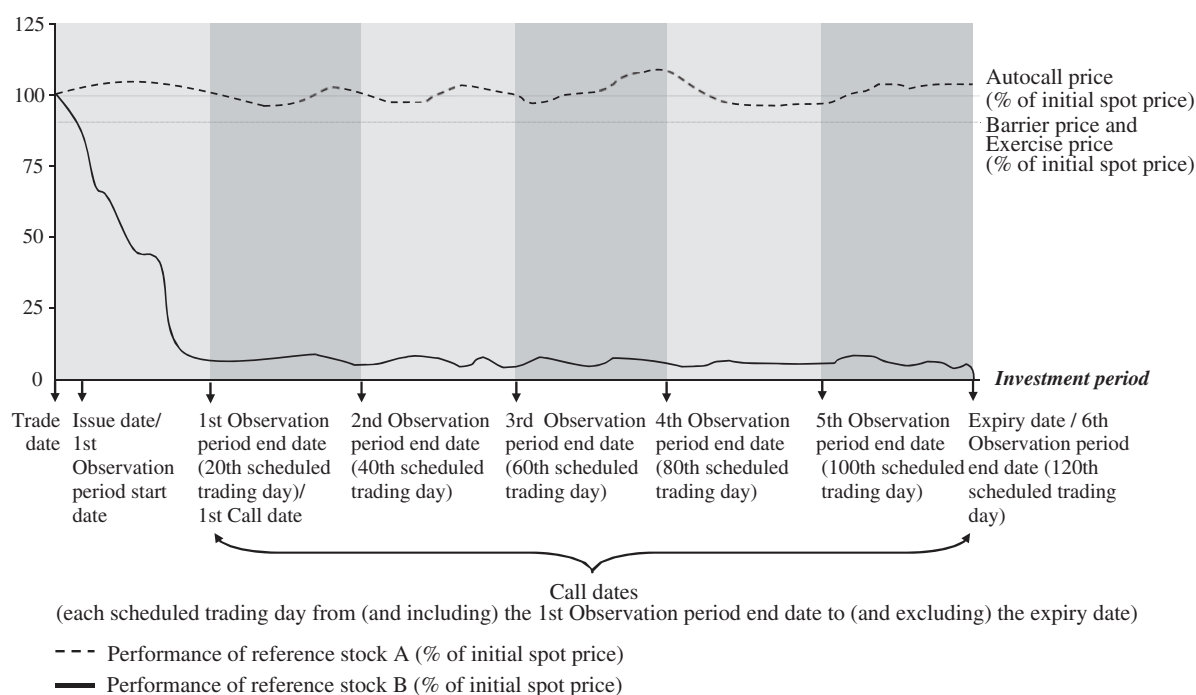 125
100
75
50
25
0
Autocall price
(% of initial spot price)
Barrier price and
Exercise price
(% of initial spot price)
Investment period
Trade
date
Issue date/
1st
Observation
period start
date
1st Observation
period end date
(20th scheduled
trading day)/
1st Call date
2nd Observation
period end date
(40th scheduled
trading day)
3rd Observation
period end date
(60th scheduled
trading day)
4th Observation
period end date
(80th scheduled
trading day)
5th Observation
period end date
(100th scheduled
trading day)
Expiry date / 6th
Observation period
end date (120th
scheduled trading
day)
Call dates
(each scheduled trading day from (and including) the 1st Observation period end date to (and excluding) the expiry date)
Performance of reference stock A (% of initial spot price)
Performance of reference stock B (% of initial spot price)